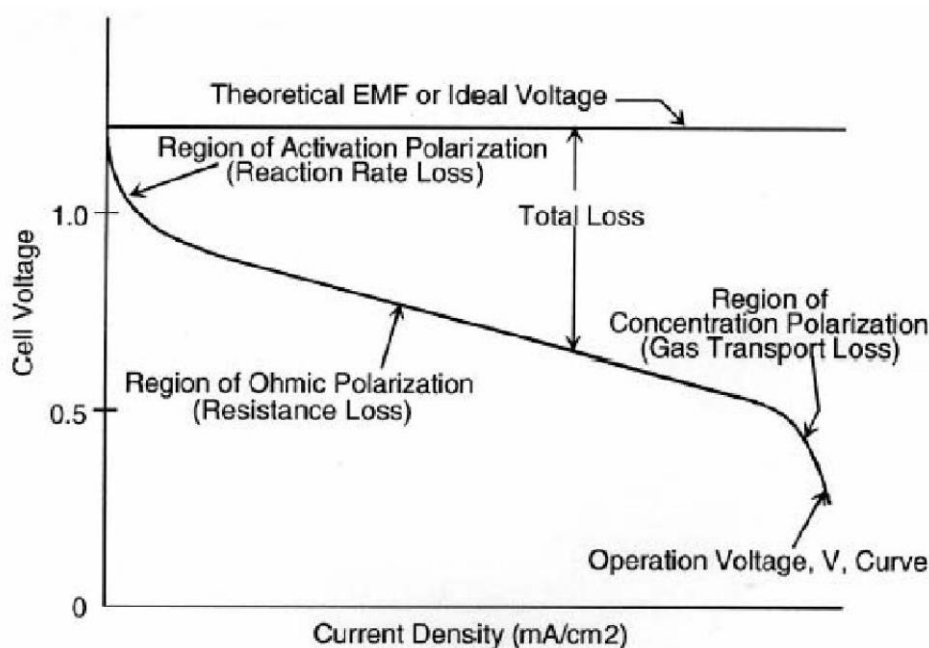 Theoretical EMF or Ideal Voltage
Region of Activation Polarization
(Reaction Rate Loss)
1.0
Total Loss
Cell Voltage
Region of
Concentration Polarization
(Gas Transport Loss)
Region of Ohmic Polarization
(Resistance Loss)
0.5
Operation Voltage, V, Curve
0
Current Density (mA/cm2)